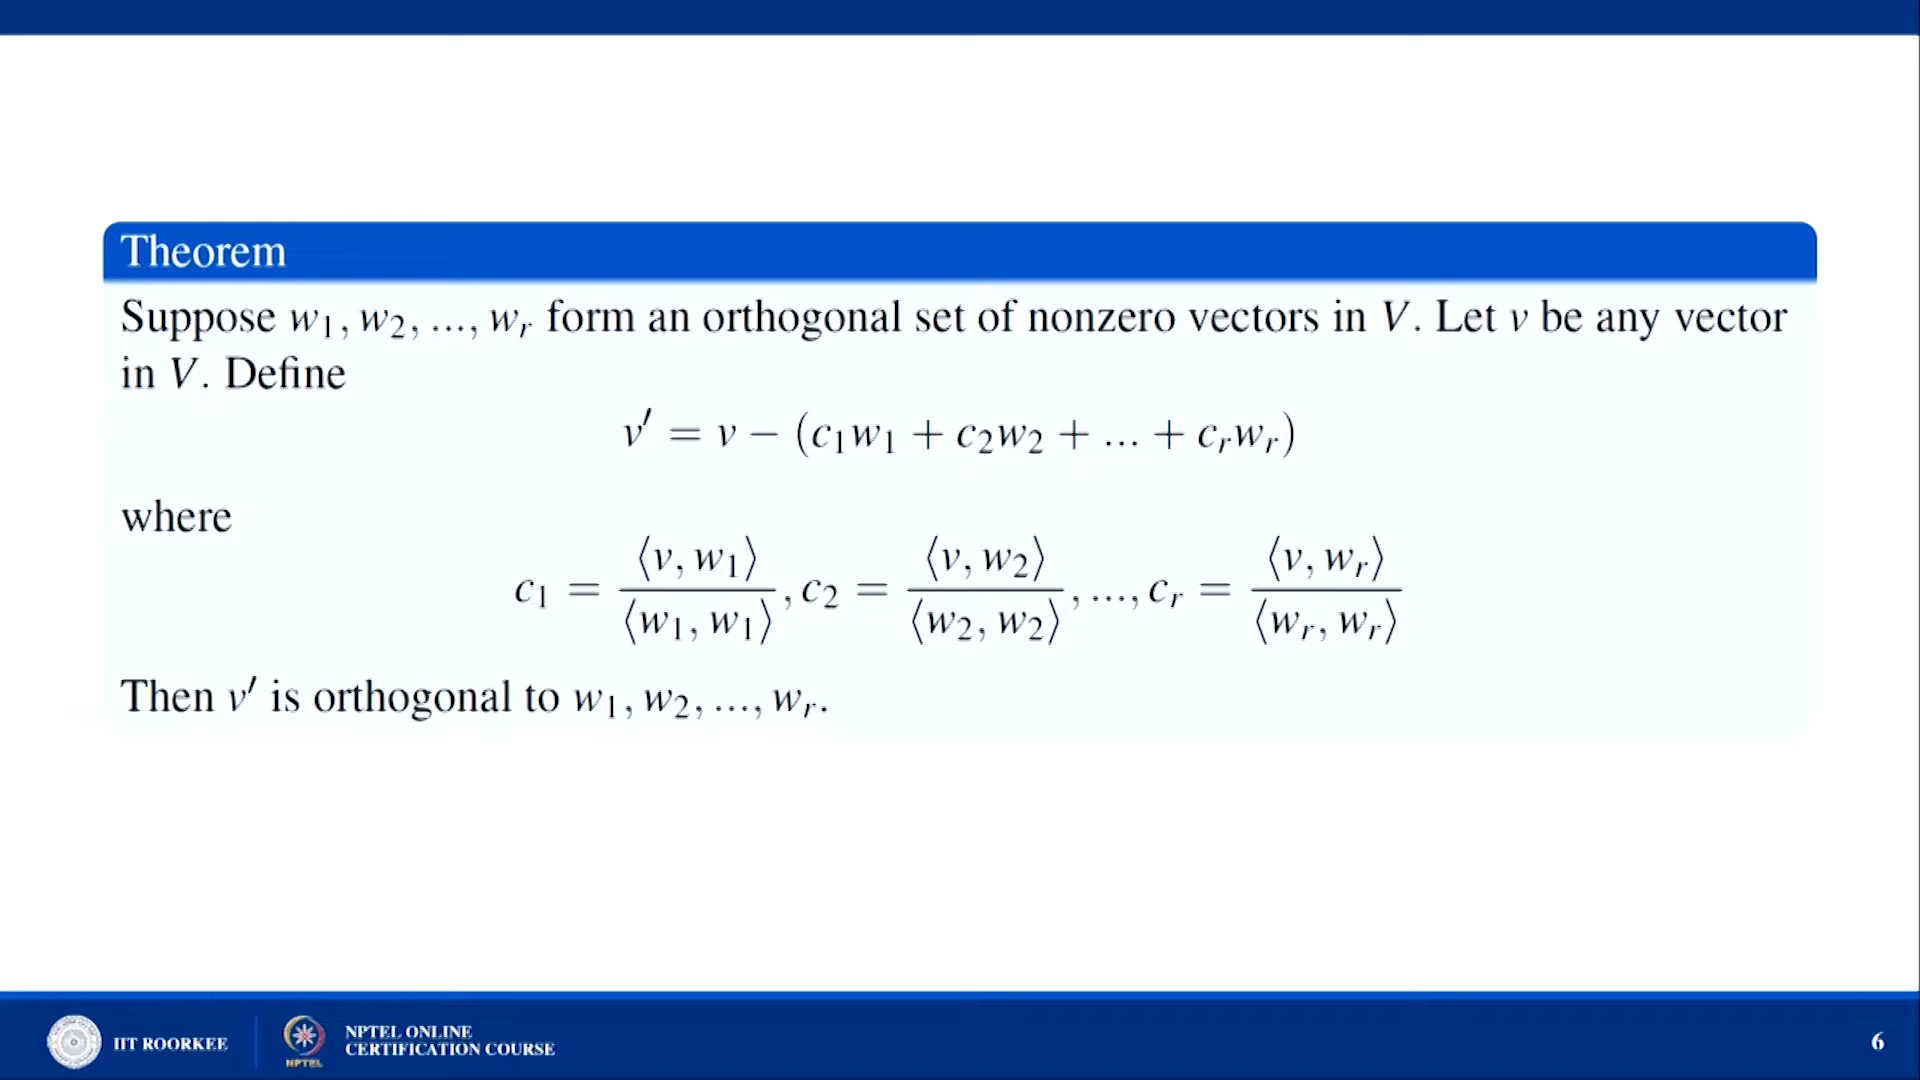 Theorem
Suppose w₁, w₂, ..., wᵣ form an orthogonal set of nonzero vectors in V. Let v be any vector
in V. Define
v′ = v − (c₁w₁ + c₂w₂ + ... + cᵣwᵣ)
where
c₁ = ⟨v, w₁⟩/⟨w₁, w₁⟩, c₂ = ⟨v, w₂⟩/⟨w₂, w₂⟩, ..., cᵣ = ⟨v, wᵣ⟩/⟨wᵣ, wᵣ⟩
Then v′ is orthogonal to w₁, w₂, ..., wᵣ.
IIT ROORKEE
NPTEL
NPTEL ONLINE
CERTIFICATION COURSE
6